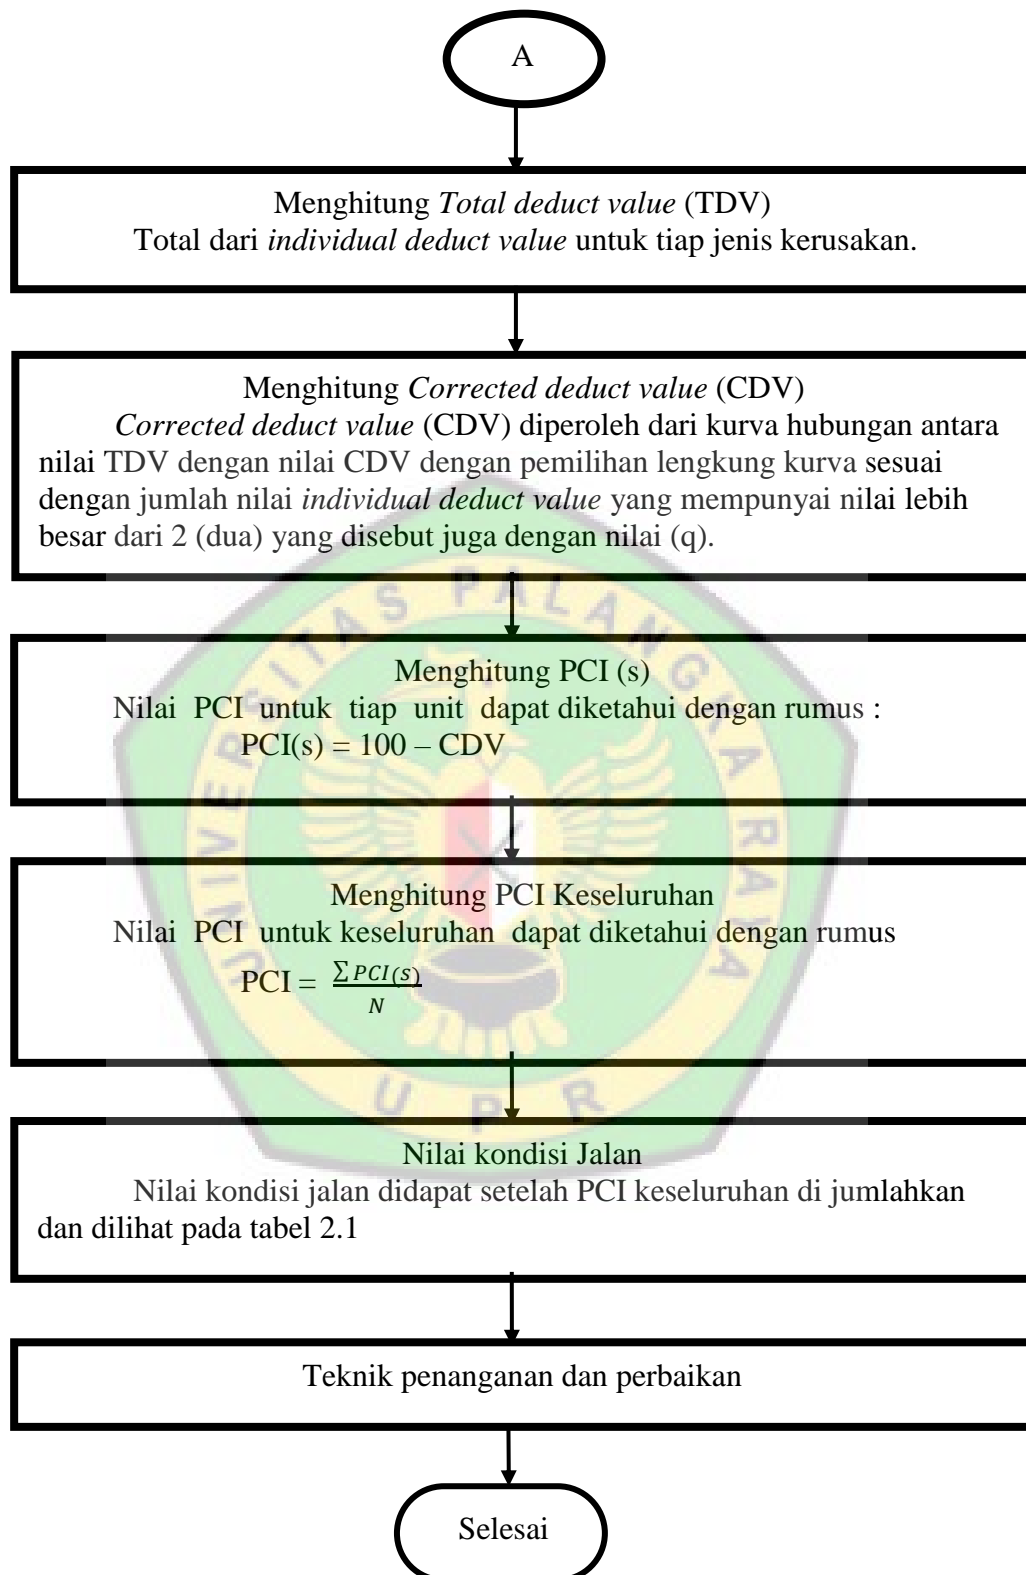 A
Menghitung Total deduct value (TDV)
Total dari individual deduct value untuk tiap jenis kerusakan.
Menghitung Corrected deduct value (CDV)
Corrected deduct value (CDV) diperoleh dari kurva hubungan antara
nilai TDV dengan nilai CDV dengan pemilihan lengkung kurva sesuai
dengan jumlah nilai individual deduct value yang mempunyai nilai lebih
besar dari 2 (dua) yang disebut juga dengan nilai (q).
UNIVERSITAS PALANGKA RAYA
Menghitung PCI (s)
Nilai PCI untuk tiap unit dapat diketahui dengan rumus :
PCI(s) = 100 – CDV
Menghitung PCI Keseluruhan
Nilai PCI untuk keseluruhan dapat diketahui dengan rumus
PCI = ∑ PCI(s) / N
UPR
Nilai kondisi Jalan
Nilai kondisi jalan didapat setelah PCI keseluruhan di jumlahkan
dan dilihat pada tabel 2.1
Teknik penanganan dan perbaikan
Selesai